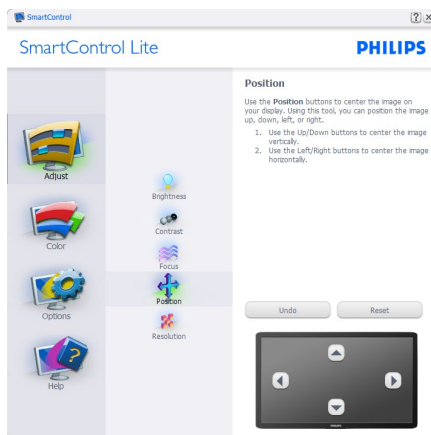 SmartControl
SmartControl Lite
PHILIPS
Adjust
Color
Options
Help
Brightness
Contrast
Focus
Position
Resolution
Position
Use the Position buttons to center the image on
your display. Using this tool, you can position the image
up, down, left, or right.
1. Use the Up/Down buttons to center the image
vertically.
2. Use the Left/Right buttons to center the image
horizontally.
Undo
Reset
PHILIPS